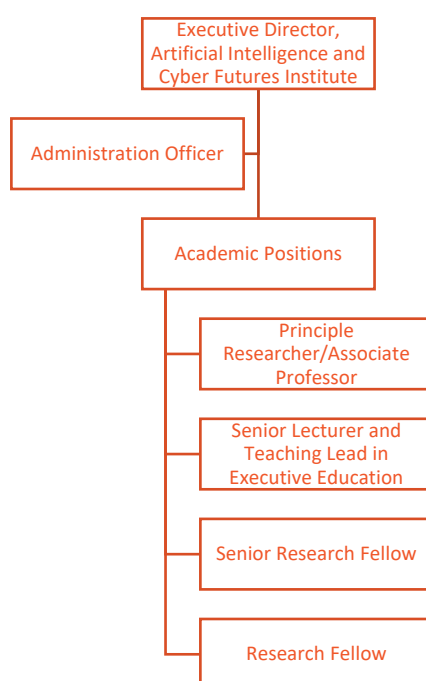 Executive Director,
Artificial Intelligence and
Cyber Futures Institute
Administration Officer
Academic Positions
Principle
Researcher/Associate
Professor
Senior Lecturer and
Teaching Lead in
Executive Education
Senior Research Fellow
Research Fellow